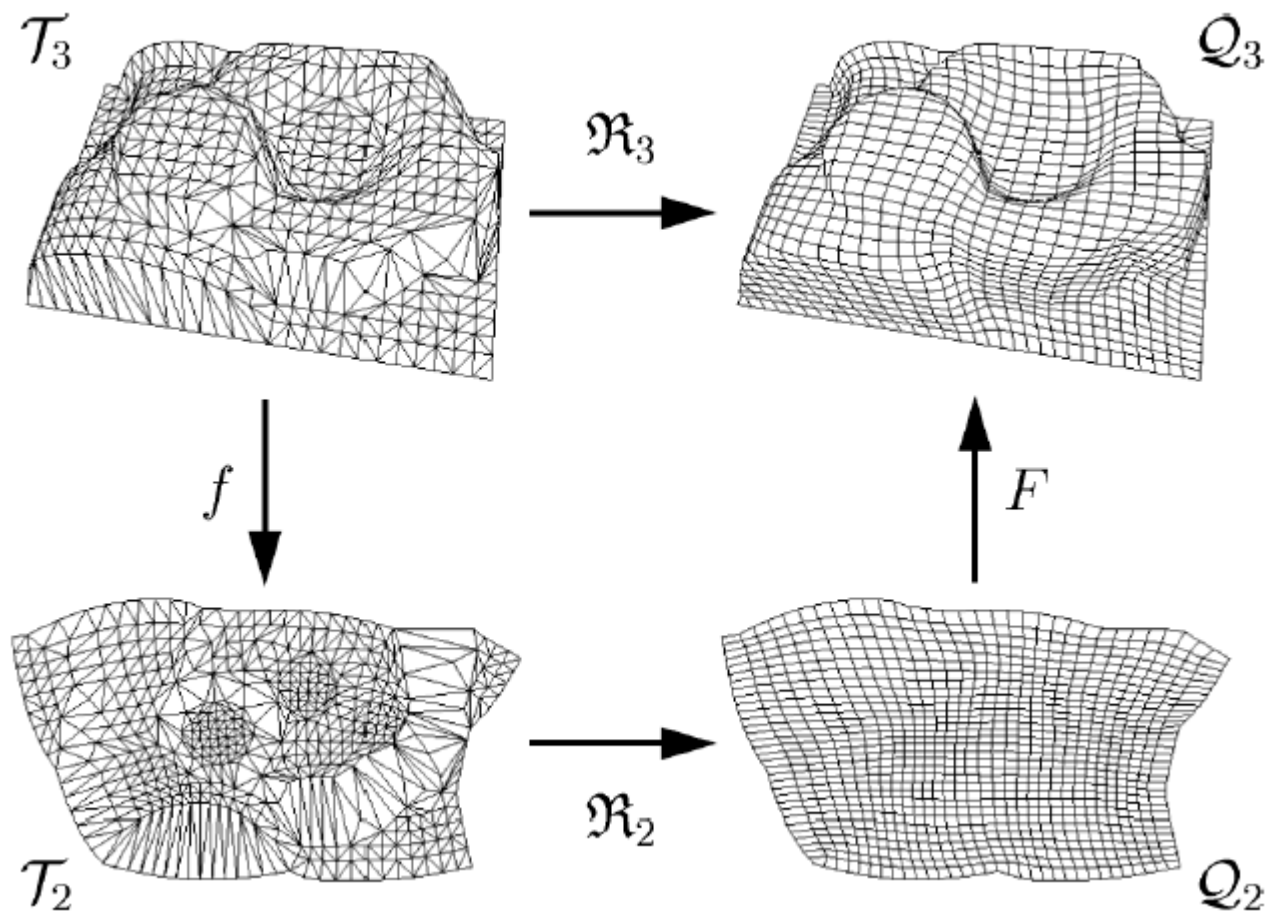 𝒯₃ 𝒬₃
ℜ₃
f F
ℜ₂
𝒯₂ 𝒬₂